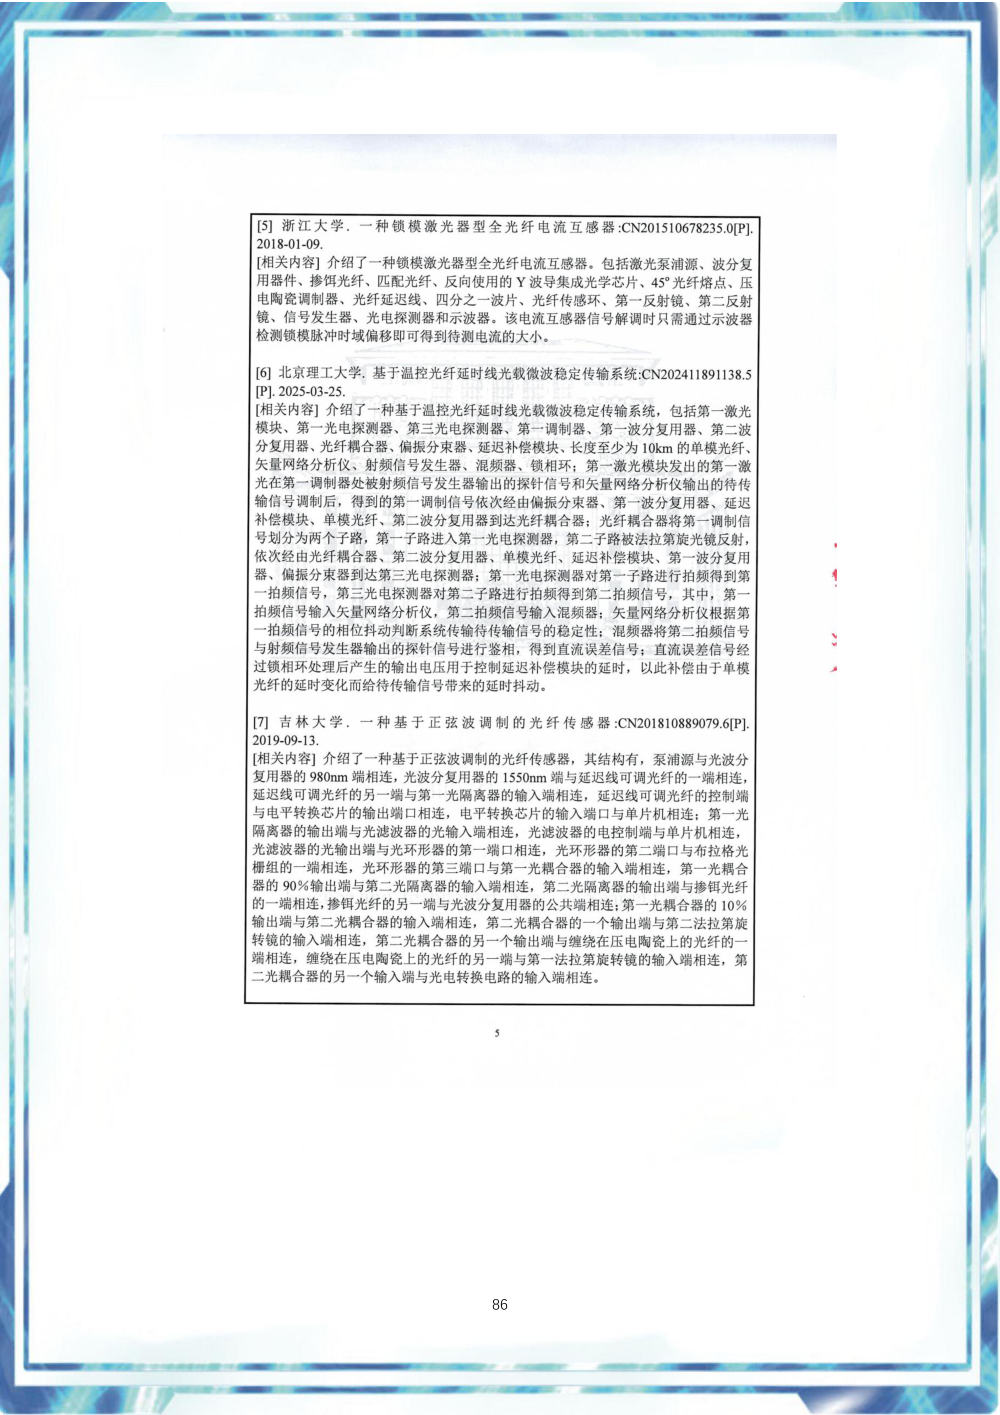 [5] 浙江大学. 一种锁模激光器型全光纤电流互感器:CN201510678235.0[P].
2018-01-09.
[相关内容] 介绍了一种锁模激光器型全光纤电流互感器。包括激光泵浦源、波分复
用器件、掺饵光纤、匹配光纤、反向使用的 Y 波导集成光学芯片、45° 光纤熔点、压
电陶瓷调制器、光纤延迟线、四分之一波片、光纤传感环、第一反射镜、第二反射
镜、信号发生器、光电探测器和示波器。该电流互感器信号解调时只需通过示波器
检测锁模脉冲时域偏移即可得到待测电流的大小。
[6] 北京理工大学. 基于温控光纤延时线光载微波稳定传输系统:CN202411891138.5
[P]. 2025-03-25.
[相关内容] 介绍了一种基于温控光纤延时线光载微波稳定传输系统，包括第一激光
模块、第一光电探测器、第三光电探测器、第一调制器、第一波分复用器、第二波
分复用器、光纤耦合器、偏振分束器、延迟补偿模块、长度至少为 10km 的单模光纤、
矢量网络分析仪、射频信号发生器、混频器、锁相环；第一激光模块发出的第一激
光在第一调制器处被射频信号发生器输出的探针信号和矢量网络分析仪输出的待传
输信号调制后，得到的第一调制信号依次经由偏振分束器、第一波分复用器、延迟
补偿模块、单模光纤、第二波分复用器到达光纤耦合器；光纤耦合器将第一调制信
号划分为两个子路，第一子路进入第一光电探测器，第二子路被法拉第旋光镜反射，
依次经由光纤耦合器、第二波分复用器、单模光纤、延迟补偿模块、第一波分复用
器、偏振分束器到达第三光电探测器；第一光电探测器对第一子路进行拍频得到第
一拍频信号，第三光电探测器对第二子路进行拍频得到第二拍频信号，其中，第一
拍频信号输入矢量网络分析仪，第二拍频信号输入混频器；矢量网络分析仪根据第
一拍频信号的相位抖动判断系统传输待传输信号的稳定性；混频器将第二拍频信号
与射频信号发生器输出的探针信号进行鉴相，得到直流误差信号；直流误差信号经
过锁相环处理后产生的输出电压用于控制延迟补偿模块的延时，以此补偿由于单模
光纤的延时变化而给待传输信号带来的延时抖动。
[7] 吉林大学. 一种基于正弦波调制的光纤传感器:CN201810889079.6[P].
2019-09-13.
[相关内容] 介绍了一种基于正弦波调制的光纤传感器，其结构有，泵浦源与光波分
复用器的 980nm 端相连，光波分复用器的 1550nm 端与延迟线可调光纤的一端相连，
延迟线可调光纤的另一端与第一光隔离器的输入端相连，延迟线可调光纤的控制端
与电平转换芯片的输出端口相连，电平转换芯片的输入端口与单片机相连；第一光
隔离器的输出端与光滤波器的光输入端相连，光滤波器的电控制端与单片机相连，
光滤波器的光输出端与光环形器的第一端口相连，光环形器的第二端口与布拉格光
栅组的一端相连，光环形器的第三端口与第一光耦合器的输入端相连，第一光耦合
器的 90%输出端与第二光隔离器的输入端相连，第二光隔离器的输出端与掺铒光纤
的一端相连，掺铒光纤的另一端与光波分复用器的公共端相连；第一光耦合器的 10%
输出端与第二光耦合器的输入端相连，第二光耦合器的一个输出端与第二法拉第旋
转镜的输入端相连，第二光耦合器的另一个输出端与缠绕在压电陶瓷上的光纤的一
端相连，缠绕在压电陶瓷上的光纤的另一端与第一法拉第旋转镜的输入端相连，第
二光耦合器的另一个输入端与光电转换电路的输入端相连。
5
86